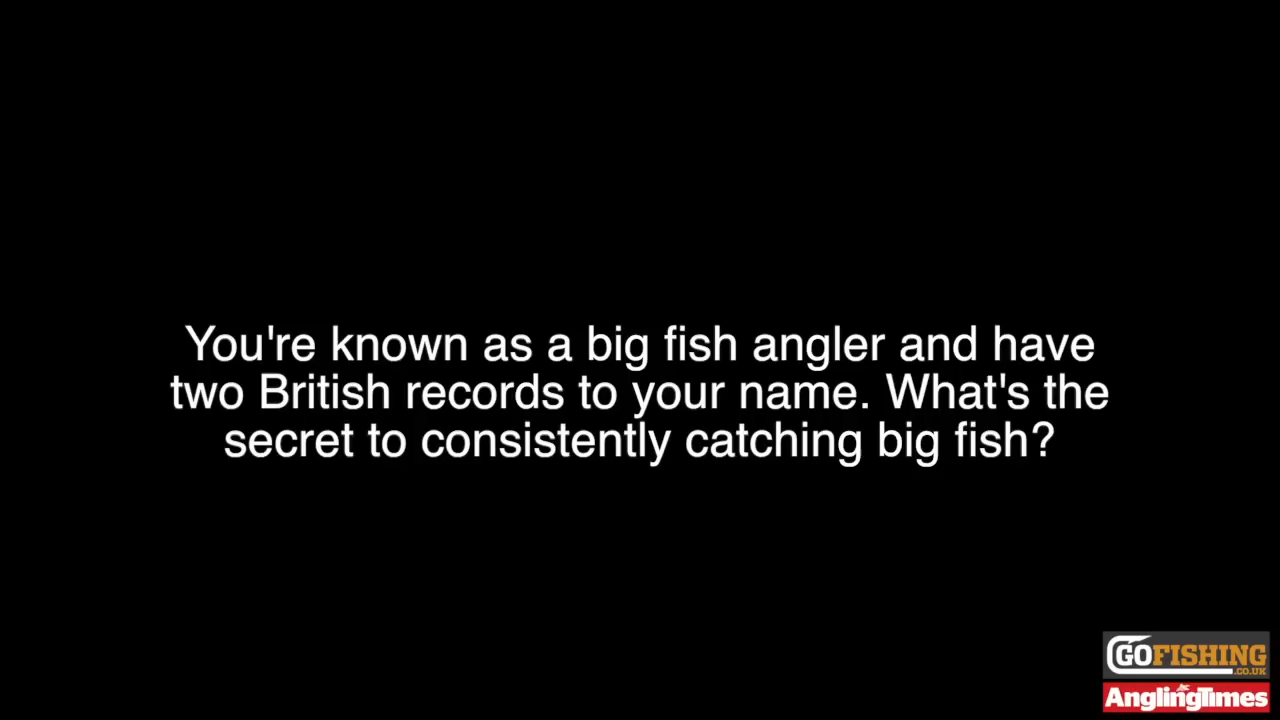 You're known as a big fish angler and have
two British records to your name. What's the
secret to consistently catching big fish?
GOFISHING
.CO.UK
AnglingTimes